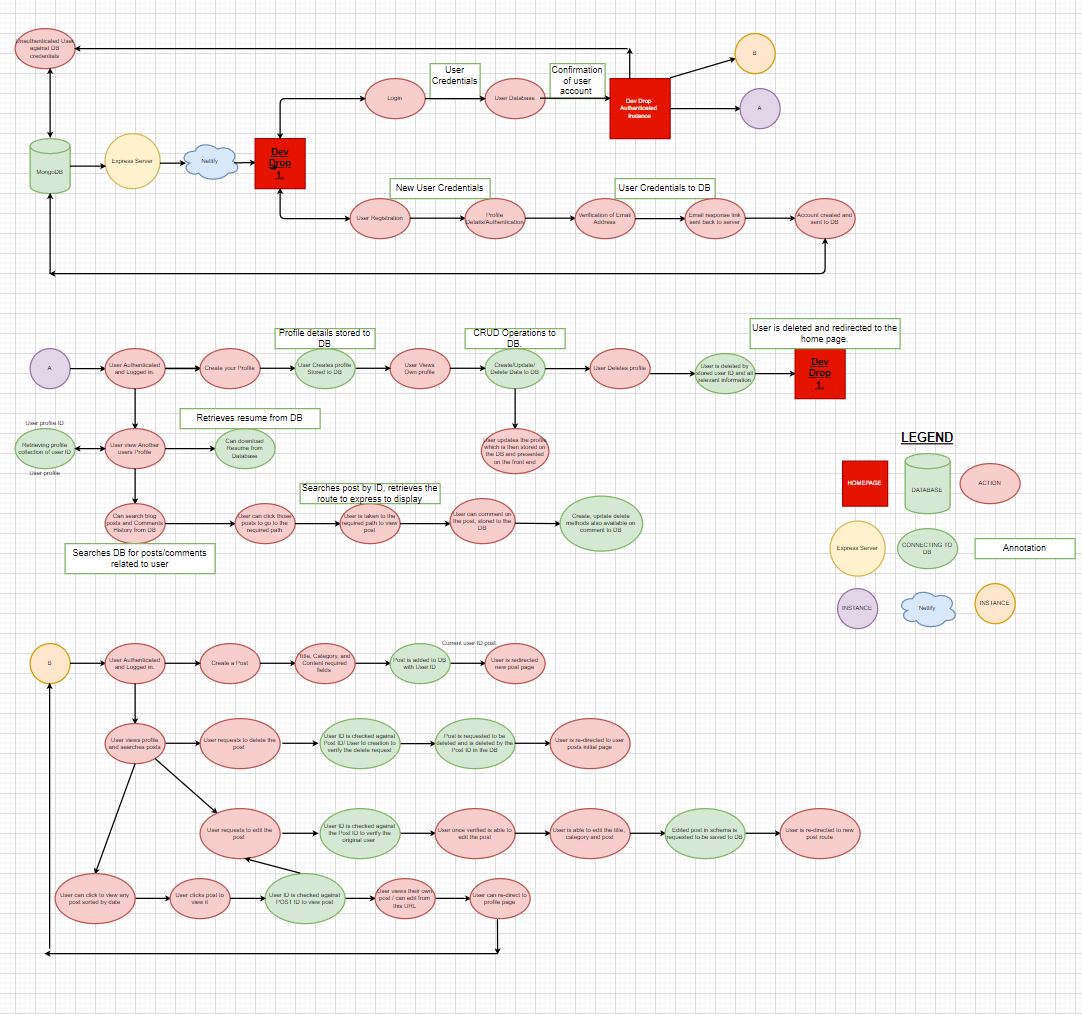 Unauthenticated User
against DB
credentials
B
User
Credentials
Confirmation
of user
account
Login
User Database
Dev Drop
Authenticated
Instance
A
MongoDB
Express Server
Netlify
Dev
Drop
1.
New User Credentials
User Credentials to DB
User Registration
Profile
Details/Authentication
Verification of Email
Address
Email response link
sent back to server
Account created and
sent to DB
Profile details stored to
DB
CRUD Operations to
DB.
User is deleted and redirected to the
home page.
A
User Authenticated
and Logged in.
Create your Profile
User Creates profile
Stored to DB
User Views
Own profile
Create/Update/
Delete Data to DB
User Deletes profile
User is deleted by
stored user ID and all
relevant information
Dev
Drop
1.
Retrieves resume from DB
User profile ID
Retrieving profile
collection of user ID
User profile
User view Another
users Profile
Can download
Resume from
Database
User updates the profile
which is then stored on
the DB and presented
on the front end
Searches post by ID, retrieves the
route to express to display
Can search blog
posts and Comments
History from DB
User can click those
posts to go to the
required path
User is taken to the
required path to view
post
User can comment on
the post, stored to the
DB
Create, update delete
methods also available on
comment to DB
Searches DB for posts/comments
related to user
LEGEND
HOMEPAGE
DATABASE
ACTION
Express Server
CONNECTING TO
DB
Annotation
INSTANCE
Netlify
INSTANCE
B
User Authenticated
and Logged in.
Create a Post
Title, Category, and
Content required
fields
Post is added to DB
with User ID
Current user ID post
User is redirected
new post page
User views profile
and searches posts
User requests to delete the
post
User ID is checked against
Post ID/ User Id creation to
verify the delete request
Post is requested to be
deleted and is deleted by the
Post ID in the DB
User is re-directed to user
posts initial page
User requests to edit the
post
User ID is checked against
the Post ID to verify the
original user
User once verified is able to
edit the post
User is able to edit the title,
category and post
Edited post in schema is
requested to be saved to DB
User is re-directed to new
post route
User can click to view any
post sorted by date
User clicks post to
view it
User ID is checked against
POST ID to view post
User views their own
post / can edit from
this URL
User can re-direct to
profile page